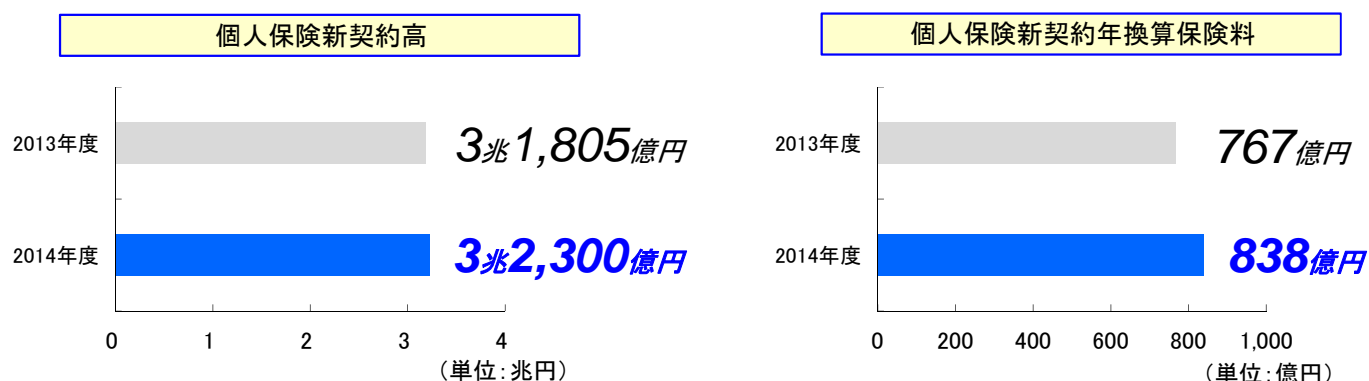 個人保険新契約高
2013年度
3兆1,805億円
2014年度
3兆2,300億円
0 1 2 3 4
（単位：兆円）
個人保険新契約年換算保険料
2013年度
767億円
2014年度
838億円
0 200 400 600 800 1,000
（単位：億円）